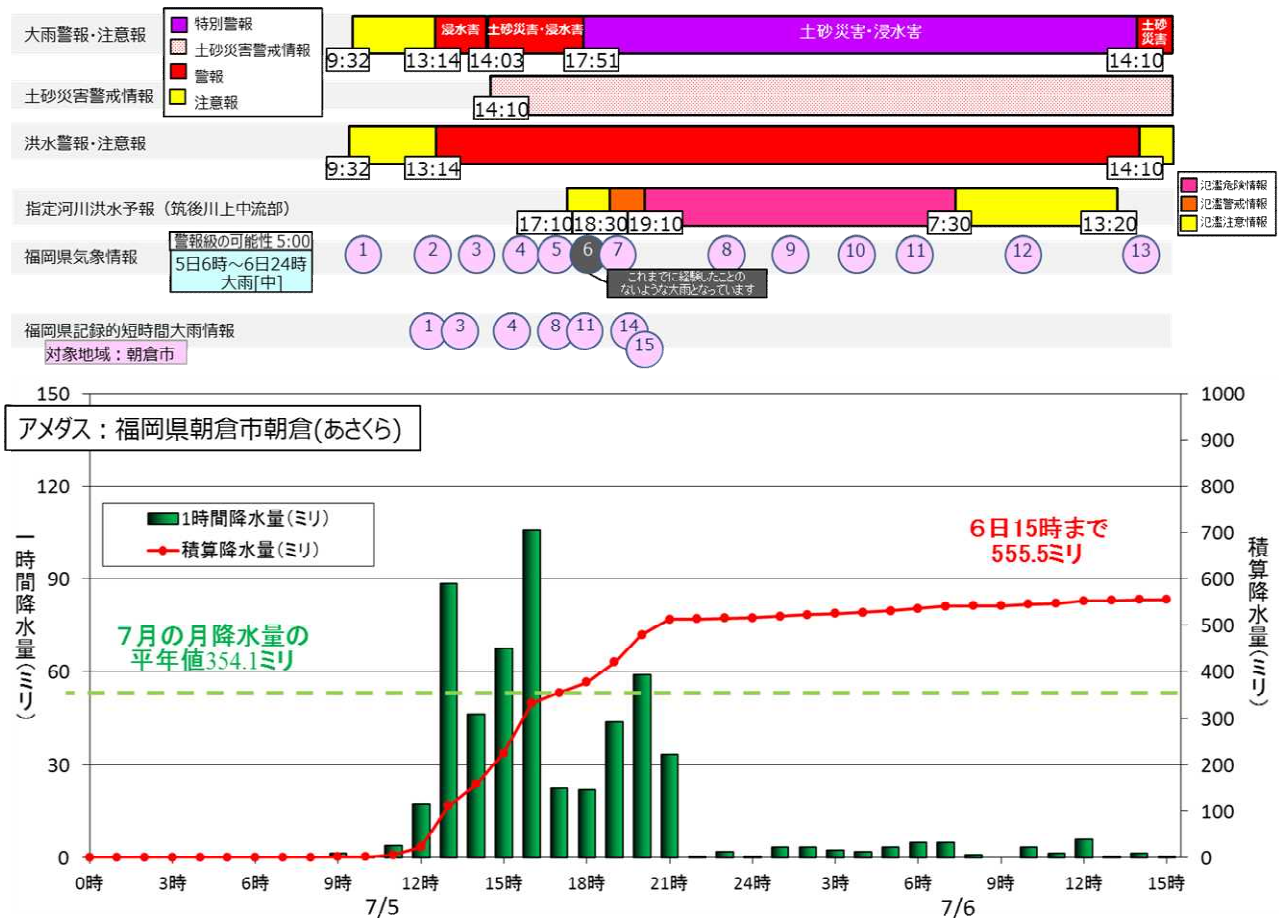 大雨警報・注意報
特別警報
土砂災害警戒情報
警報
注意報
浸水害
土砂災害・浸水害
土砂災害・浸水害
土砂
災害
9:32
13:14
14:03
17:51
14:10
土砂災害警戒情報
14:10
洪水警報・注意報
9:32
13:14
14:10
指定河川洪水予報（筑後川上中流部）
17:10
18:30
19:10
7:30
13:20
氾濫危険情報
氾濫警戒情報
氾濫注意情報
福岡県気象情報
警報級の可能性 5:00
5日6時～6日24時
大雨[中]
1
2
3
4
5
6
7
8
9
10
11
12
13
これまでに経験したことの
ないような大雨となっています
福岡県記録的短時間大雨情報
対象地域：朝倉市
1
3
4
8
11
14
15
アメダス：福岡県朝倉市朝倉(あさくら)
1時間降水量(ミリ)
積算降水量(ミリ)
7月の月降水量の
平年値354.1ミリ
6日15時まで
555.5ミリ
一時間降水量(ミリ)
150
120
90
60
30
0
積算降水量(ミリ)
1000
900
800
700
600
500
400
300
200
100
0
0時
3時
6時
9時
12時
15時
18時
21時
24時
3時
6時
9時
12時
15時
7/5
7/6